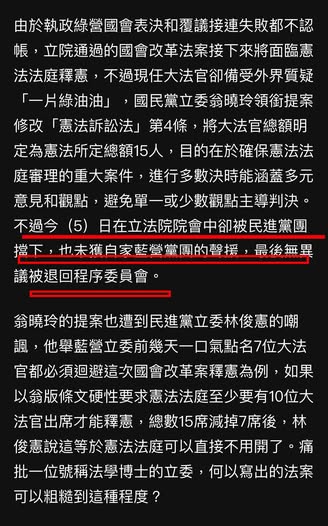 由於執政綠營國會表決和覆議接連失敗都不認
帳，立院通過的國會改革法案接下來將面臨憲
法法庭釋憲，不過現任大法官卻備受外界質疑
「一片綠油油」，國民黨立委翁曉玲領銜提案
修改「憲法訴訟法」第4條，將大法官總額明
定為憲法所定總額15人，目的在於確保憲法法
庭審理的重大案件，進行多數決時能涵蓋多元
意見和觀點，避免單一或少數觀點主導判決。
不過今（5）日在立法院院會中卻被民進黨團
擋下，也未獲自家藍營黨團的聲援，最後無異
議被退回程序委員會。
翁曉玲的提案也遭到民進黨立委林俊憲的嘲
諷，他舉藍營立委前幾天一口氣點名7位大法
官都必須迴避這次國會改革案釋憲為例，如果
以翁版條文硬性要求憲法法庭至少要有10位大
法官出席才能釋憲，總數15席減掉7席後，林
俊憲說這等於憲法法庭可以直接不用開了。痛
批一位號稱法學博士的立委，何以寫出的法案
可以粗糙到這種程度？